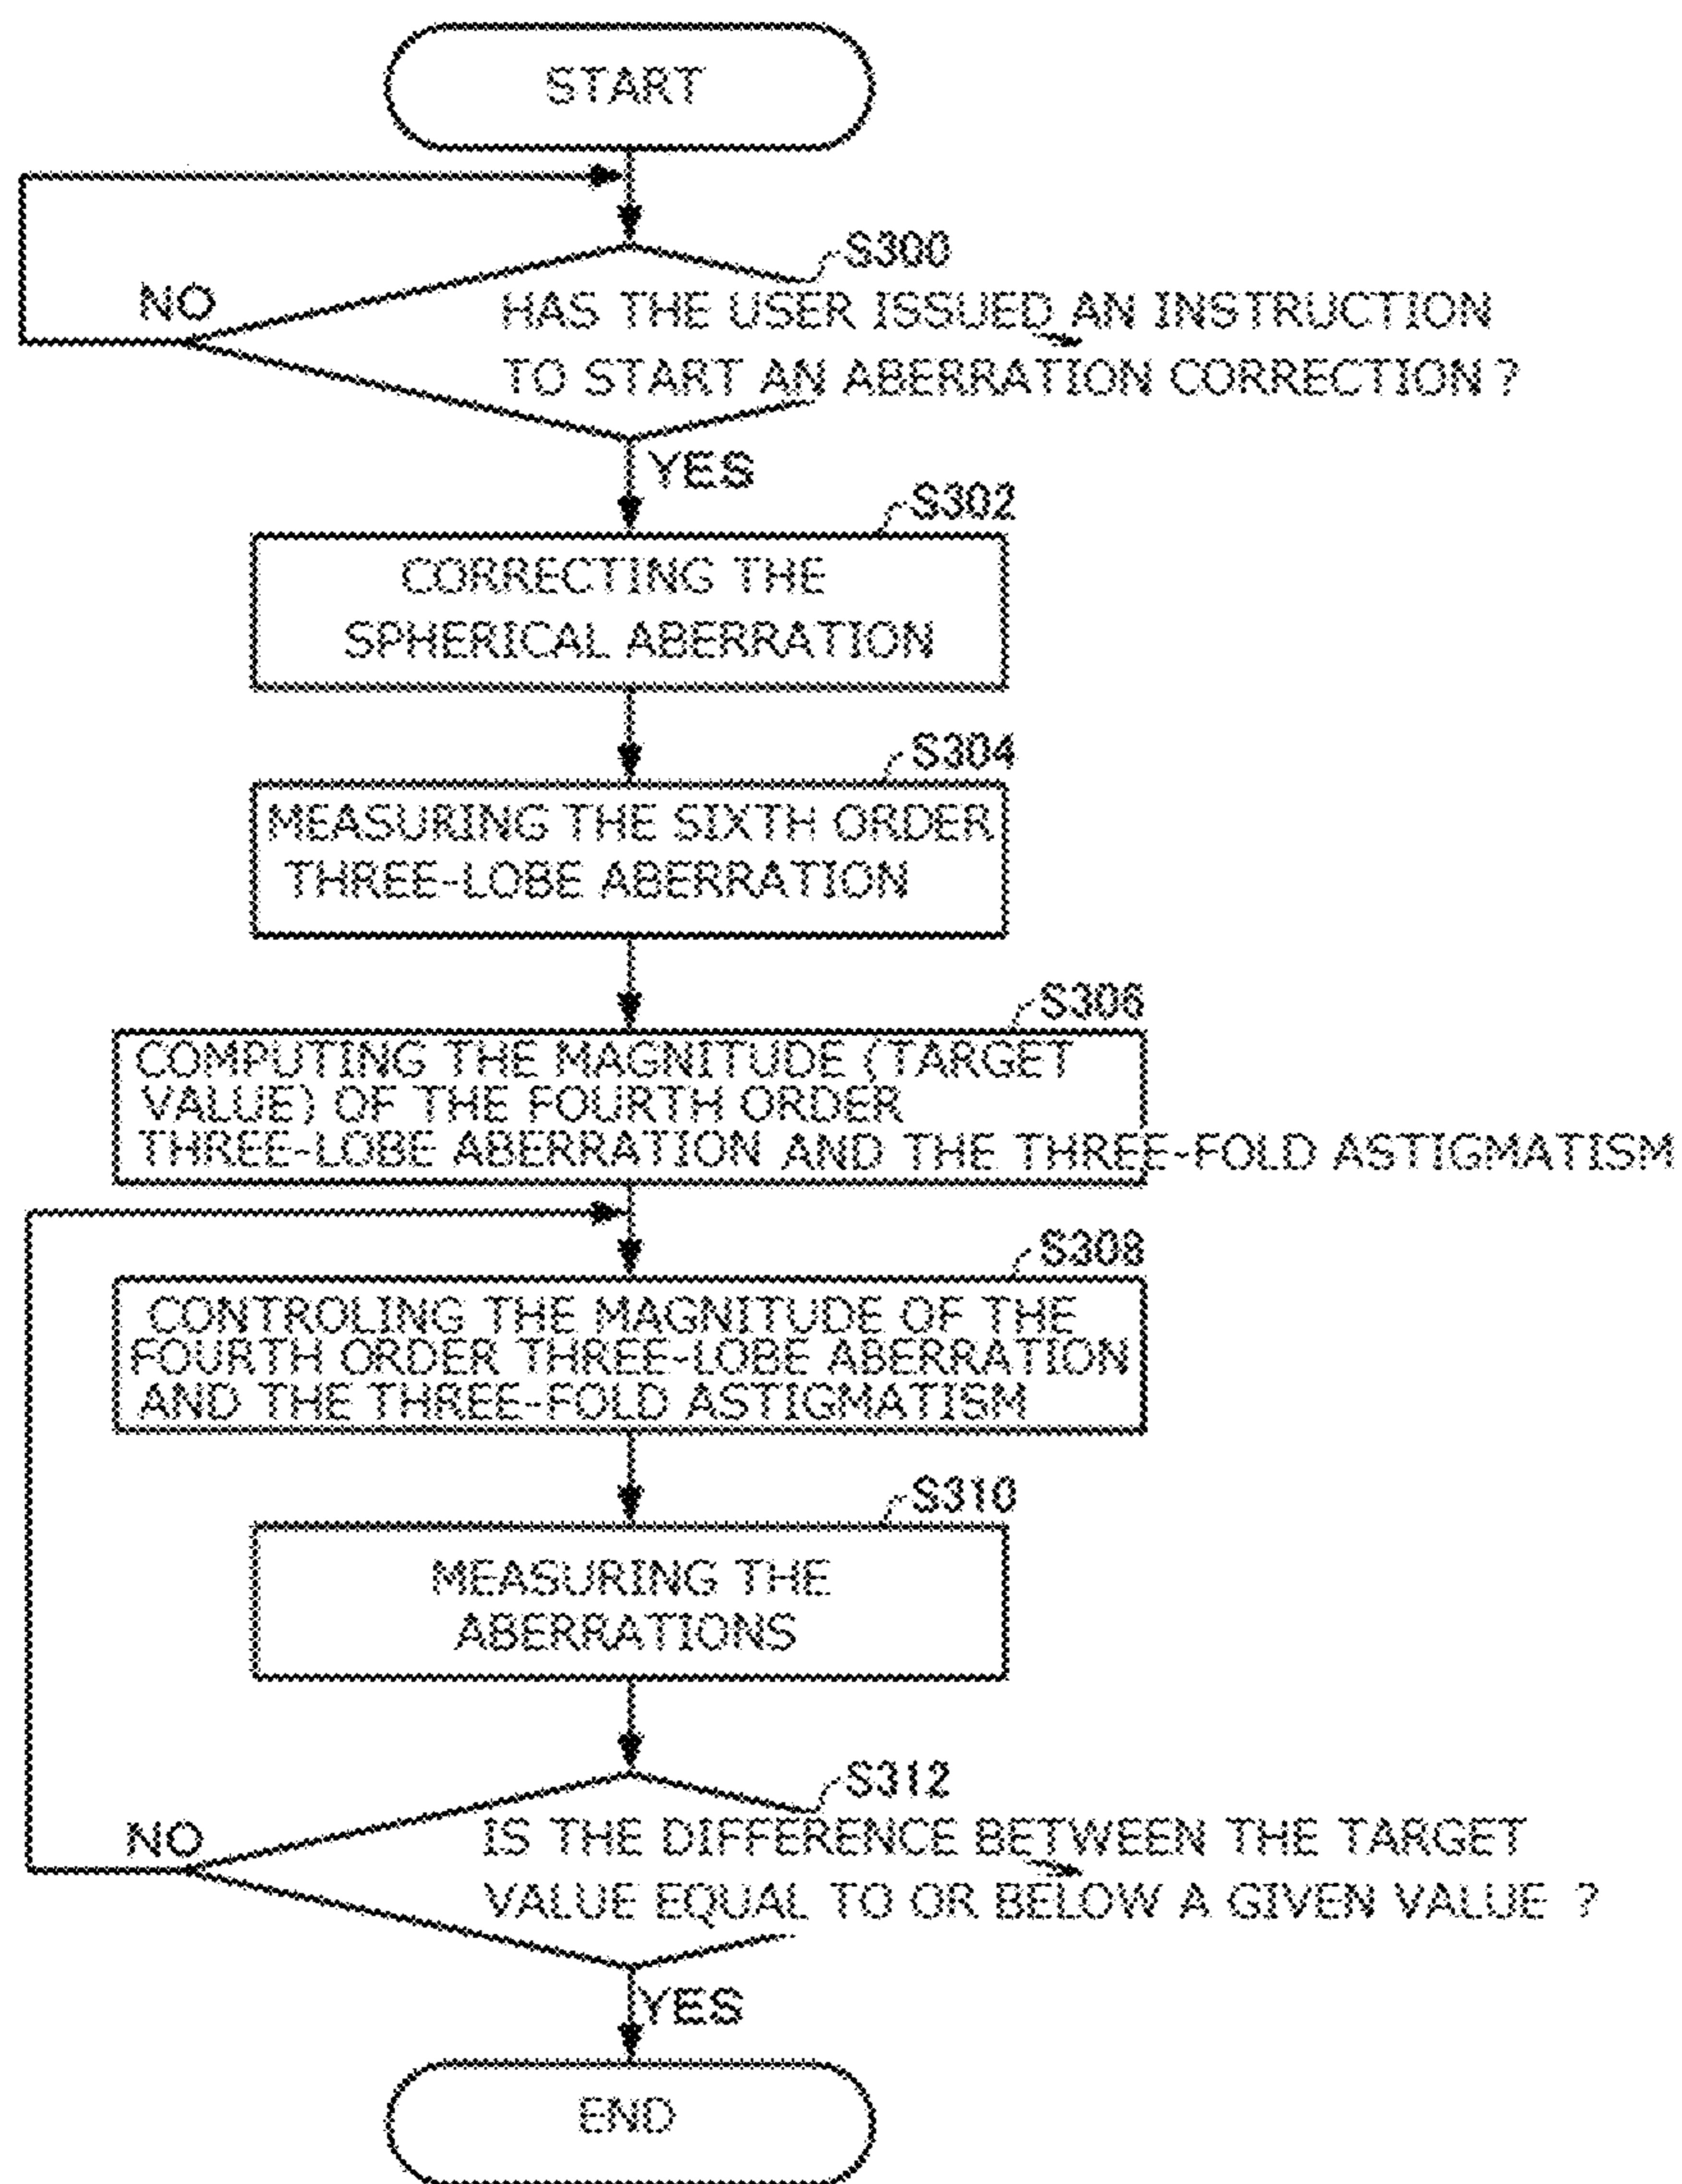 START
S300
NO
HAS THE USER ISSUED AN INSTRUCTION
TO START AN ABERRATION CORRECTION ?
YES
S302
CORRECTING THE
SPHERICAL ABERRATION
S304
MEASURING THE SIXTH ORDER
THREE-LOBE ABERRATION
S306
COMPUTING THE MAGNITUDE (TARGET
VALUE) OF THE FOURTH ORDER
THREE-LOBE ABERRATION AND THE THREE-FOLD ASTIGMATISM
S308
CONTROLING THE MAGNITUDE OF THE
FOURTH ORDER THREE-LOBE ABERRATION
AND THE THREE-FOLD ASTIGMATISM
S310
MEASURING THE
ABERRATIONS
S312
NO
IS THE DIFFERENCE BETWEEN THE TARGET
VALUE EQUAL TO OR BELOW A GIVEN VALUE ?
YES
END